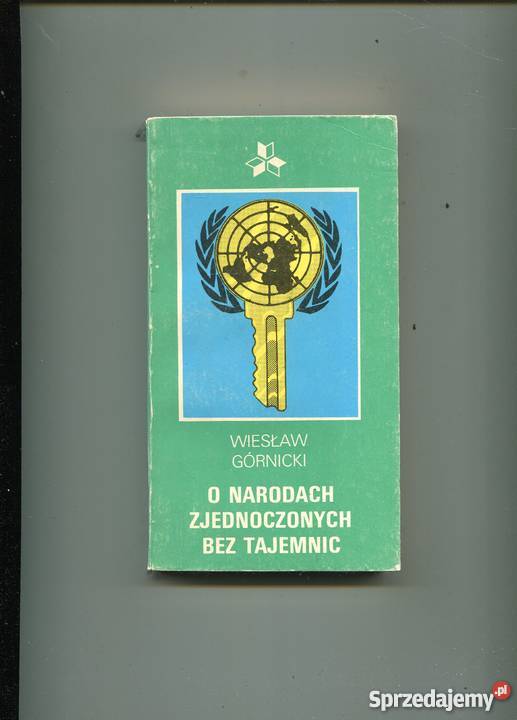 WIESŁAW
GÓRNICKI
O NARODACH
ZJEDNOCZONYCH
BEZ TAJEMNIC
Sprzedajemy.pl